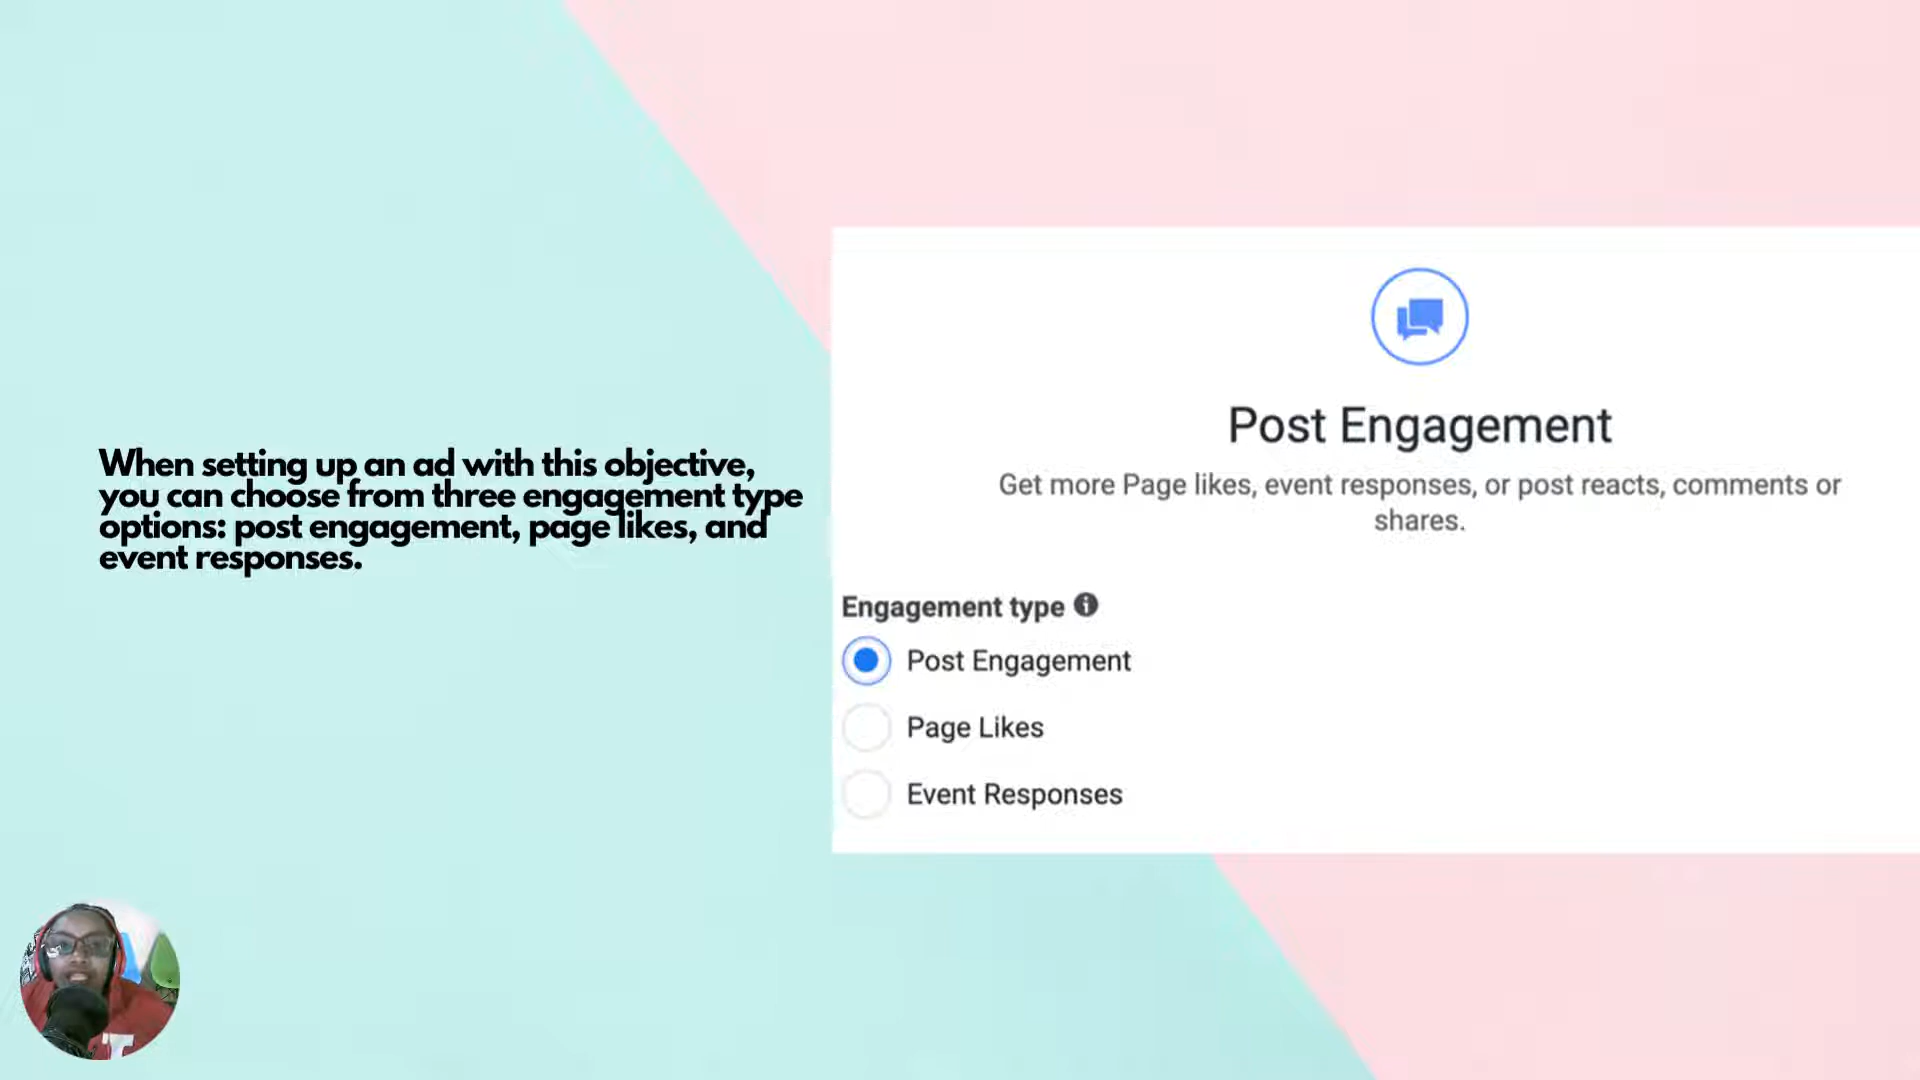 When setting up an ad with this objective,
you can choose from three engagement type
options: post engagement, page likes, and
event responses.
Post Engagement
Get more Page likes, event responses, or post reacts, comments or
shares.
Engagement type
Post Engagement
Page Likes
Event Responses